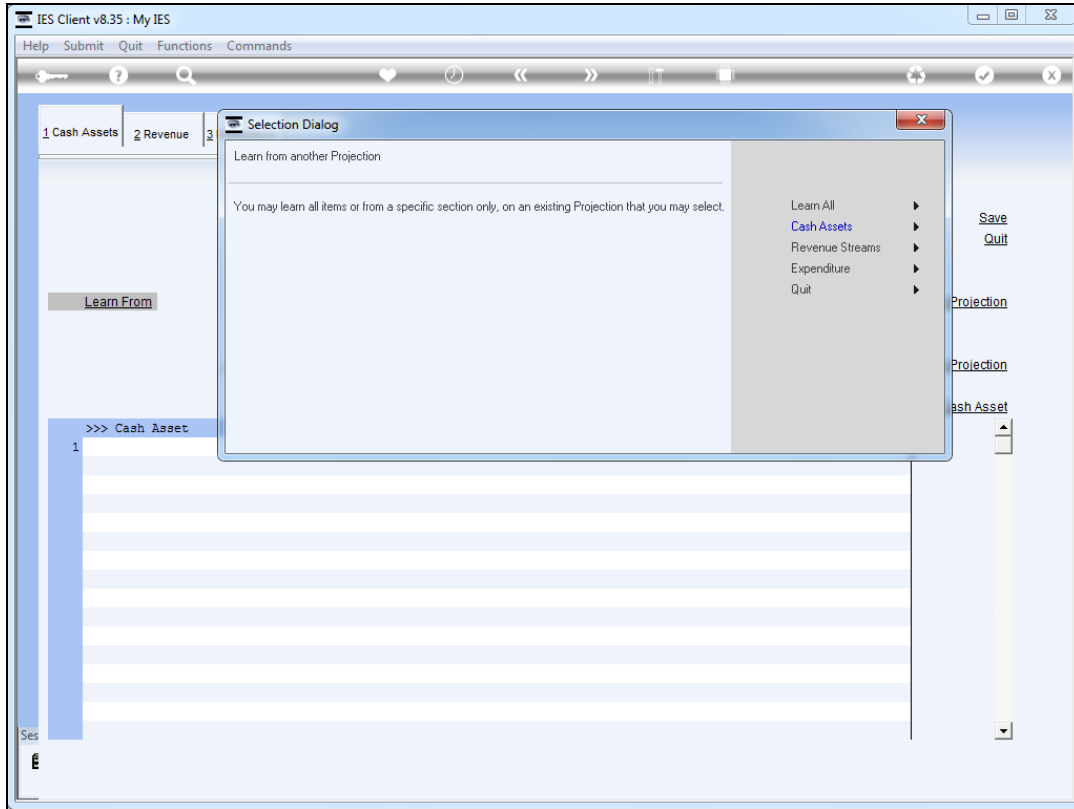 IES Client v8.35 : My IES
Help Submit Quit Functions Commands
1 Cash Assets
2 Revenue
3
Selection Dialog
Learn from another Projection
You may learn all items or from a specific section only, on an existing Projection that you may select.
Learn All
Cash Assets
Revenue Streams
Expenditure
Quit
Save
Quit
Learn From
Projection
Projection
ash Asset
>>> Cash Asset
1
Ses